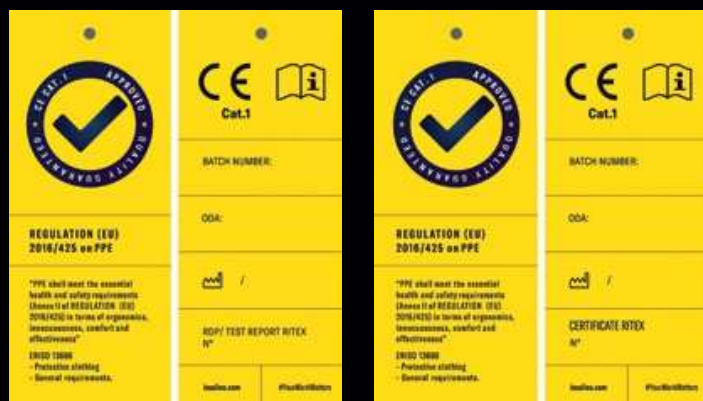 CE CAT. 1 APPROVED
QUALITY GUARANTEED
REGULATION (EU)
2016/425 on PPE
"PPE shall meet the essential
health and safety requirements
(Annex II of REGULATION (EU)
2016/425) in terms of ergonomics,
innocuousness, comfort and
effectiveness"
ENISO 13688
- Protective clothing
- General requirements.
CE
Cat.1
BATCH NUMBER:
ODA:
/
RDP/ TEST REPORT RITEX
N°
#YourWorkMatters
CE CAT. 1 APPROVED
QUALITY GUARANTEED
REGULATION (EU)
2016/425 on PPE
"PPE shall meet the essential
health and safety requirements
(Annex II of REGULATION (EU)
2016/425) in terms of ergonomics,
innocuousness, comfort and
effectiveness"
ENISO 13688
- Protective clothing
- General requirements.
CE
Cat.1
BATCH NUMBER:
ODA:
/
CERTIFICATE RITEX
N°
#YourWorkMatters